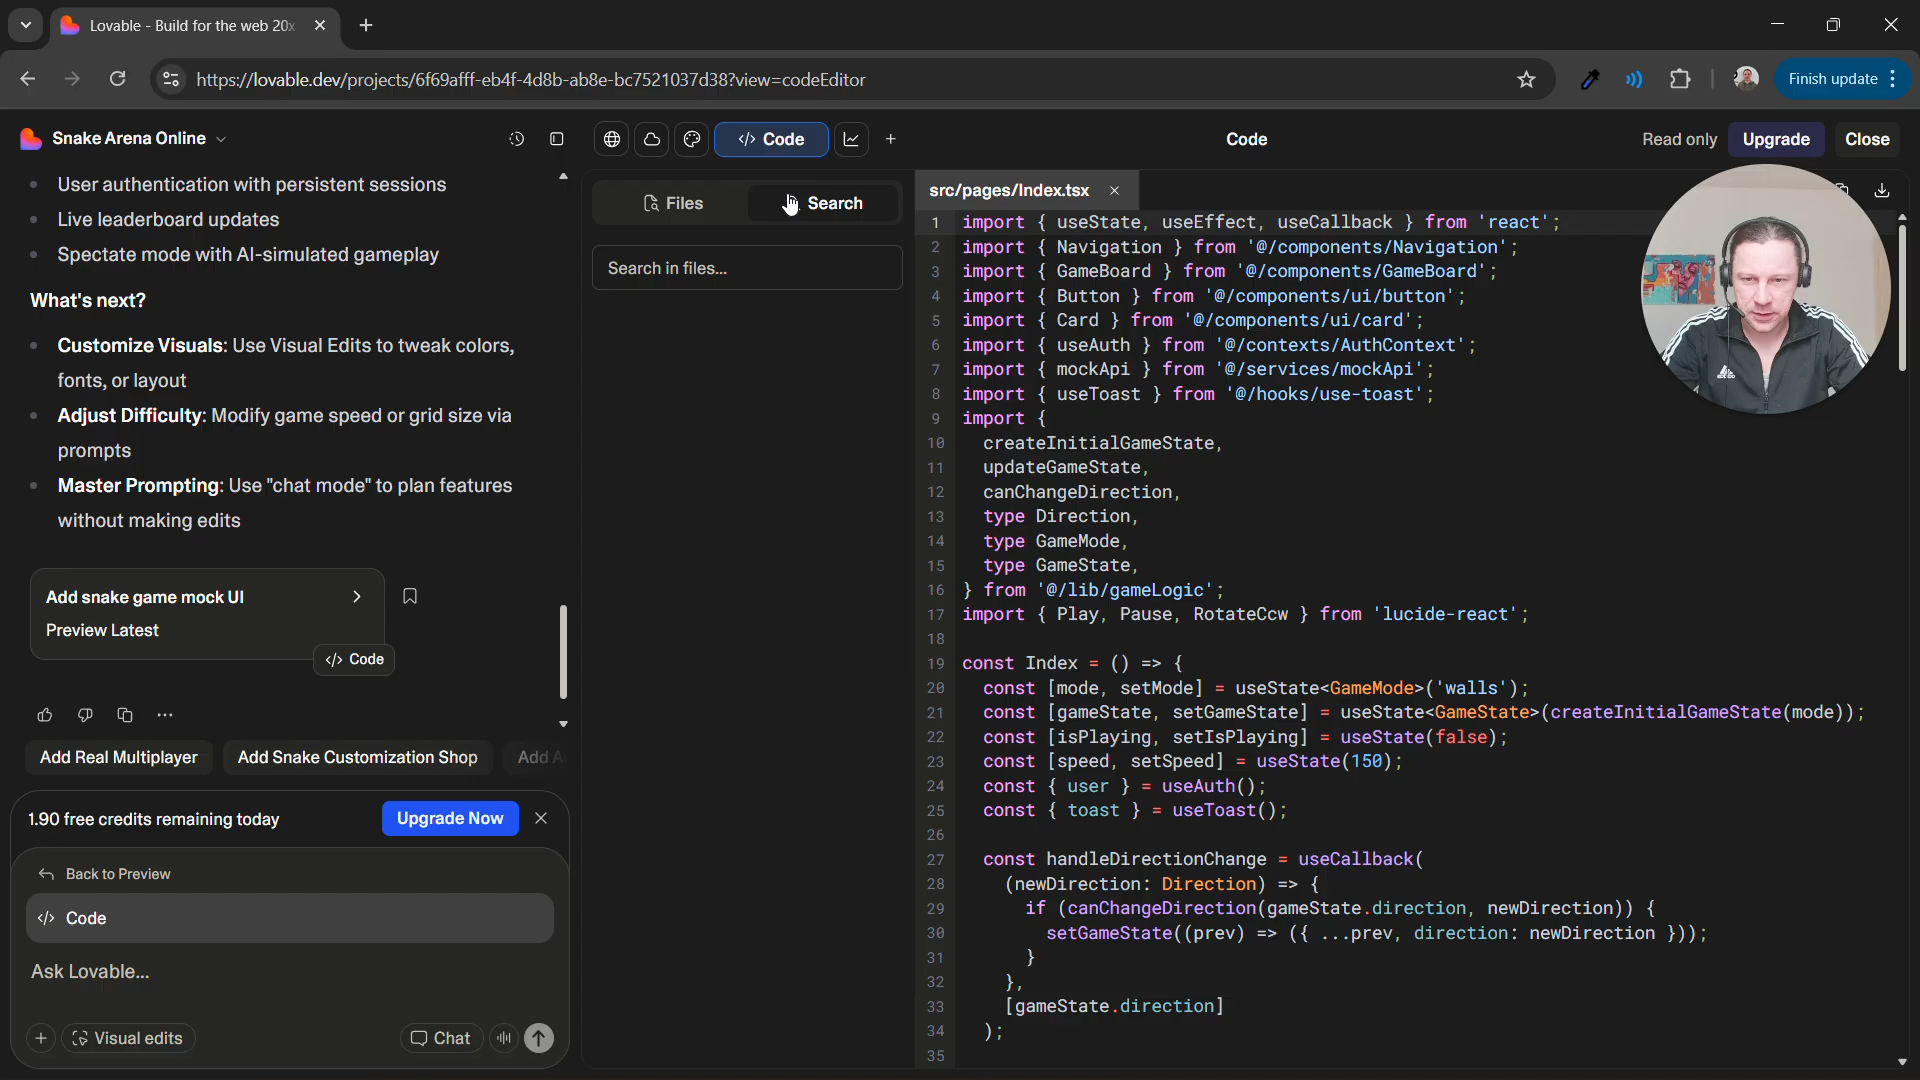 Lovable - Build for the web 20x
https://lovable.dev/projects/6f69afff-eb4f-4d8b-ab8e-bc7521037d38?view=codeEditor
Finish update
Snake Arena Online
Code
Code
Read only
Upgrade
Close
User authentication with persistent sessions
Live leaderboard updates
Spectate mode with AI-simulated gameplay
What's next?
Customize Visuals: Use Visual Edits to tweak colors,
fonts, or layout
Adjust Difficulty: Modify game speed or grid size via
prompts
Master Prompting: Use "chat mode" to plan features
without making edits
Add snake game mock UI
Preview Latest
Code
Add Real Multiplayer
Add Snake Customization Shop
Add
1.90 free credits remaining today
Upgrade Now
Back to Preview
Code
Ask Lovable...
Visual edits
Chat
Files
Search
Search in files...
src/pages/Index.tsx
1 import { useState, useEffect, useCallback } from 'react';
2 import { Navigation } from '@/components/Navigation';
3 import { GameBoard } from '@/components/GameBoard';
4 import { Button } from '@/components/ui/button';
5 import { Card } from '@/components/ui/card';
6 import { useAuth } from '@/contexts/AuthContext';
7 import { mockApi } from '@/services/mockApi';
8 import { useToast } from '@/hooks/use-toast';
9 import {
10 createInitialGameState,
11 updateGameState,
12 canChangeDirection,
13 type Direction,
14 type GameMode,
15 type GameState,
16 } from '@/lib/gameLogic';
17 import { Play, Pause, RotateCcw } from 'lucide-react';
18
19 const Index = () => {
20 const [mode, setMode] = useState<GameMode>('walls');
21 const [gameState, setGameState] = useState<GameState>(createInitialGameState(mode));
22 const [isPlaying, setIsPlaying] = useState(false);
23 const [speed, setSpeed] = useState(150);
24 const { user } = useAuth();
25 const { toast } = useToast();
26
27 const handleDirectionChange = useCallback(
28 (newDirection: Direction) => {
29 if (canChangeDirection(gameState.direction, newDirection)) {
30 setGameState((prev) => ({ ...prev, direction: newDirection }));
31 }
32 },
33 [gameState.direction]
34 );
35